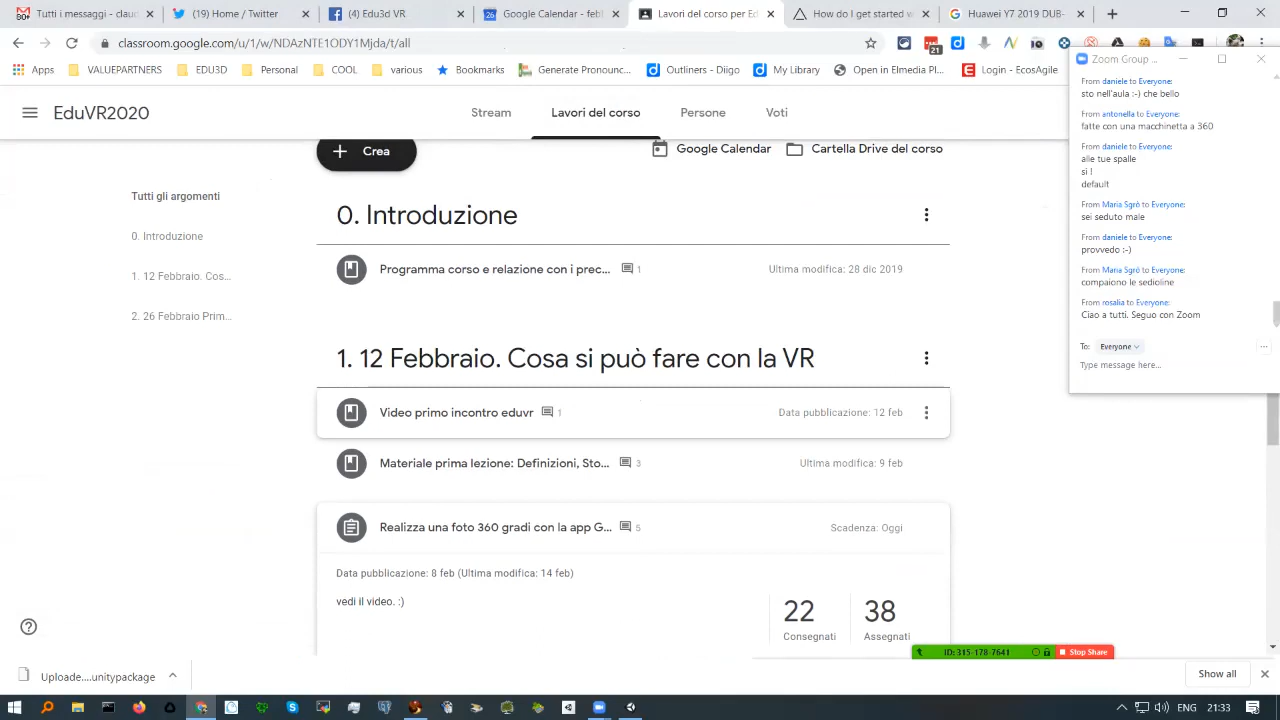 (60+) Tutti i messaggi - clauc
(19) Home / Twitter
(4) Edu3d VR
Google Calendar - febb
Lavori del corso per Ed
How do I get started w
Huawei Y7 2019 DUB-
classroom.google.com/u/1/w/NDAzNTE1ODY1Mjda/t/all
21
Apps
VALUEPARTNERS
EDU3D
Personal
COOL
various
Bookmarks
Generate Pronounc...
Outliners - Diigo
My Library
Open in Elmedia Pl...
Login - EcosAgile
EduVR2020
Stream
Lavori del corso
Persone
Voti
Crea
Google Calendar
Cartella Drive del corso
Tutti gli argomenti
0. Introduzione
1. 12 Febbraio. Cos...
2. 26 Febbraio Prim...
0. Introduzione
Programma corso e relazione con i prec... 1
Ultima modifica: 28 dic 2019
1. 12 Febbraio. Cosa si può fare con la VR
Video primo incontro eduvr 1
Data pubblicazione: 12 feb
Materiale prima lezione: Definizioni, Sto... 3
Ultima modifica: 9 feb
Realizza una foto 360 gradi con la app G... 5
Scadenza: Oggi
Data pubblicazione: 8 feb (Ultima modifica: 14 feb)
vedi il video. :)
22
Consegnati
38
Assegnati
Zoom Group ...
From daniele to Everyone:
sto nell'aula :-) che bello
From antonella to Everyone:
fatte con una macchinetta a 360
From daniele to Everyone:
alle tue spalle
si !
default
From Maria Sgrò to Everyone:
sei seduto male
From daniele to Everyone:
provvedo :-)
From Maria Sgrò to Everyone:
compaiono le sedioline
From rosalia to Everyone:
Ciao a tutti. Seguo con Zoom
To: Everyone
Type message here...
ID: 315-178-7641
Stop Share
Uploade....unitypackage
Show all
ENG
21:33